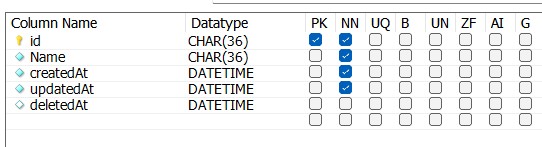 Column Name Datatype PK NN UQ B UN ZF AI G
id CHAR(36)
Name CHAR(36)
createdAt DATETIME
updatedAt DATETIME
deletedAt DATETIME